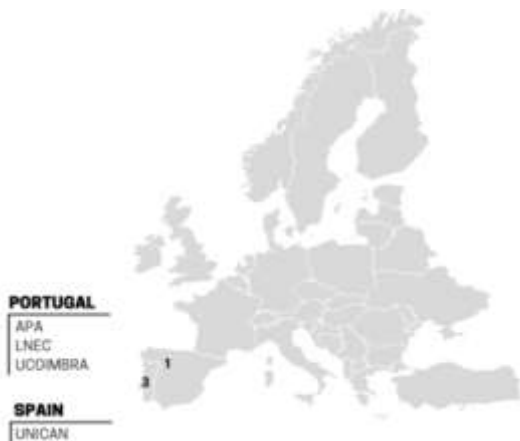 PORTUGAL
APA
LNEC
UCOIMBRA
1
3
SPAIN
UNICAN